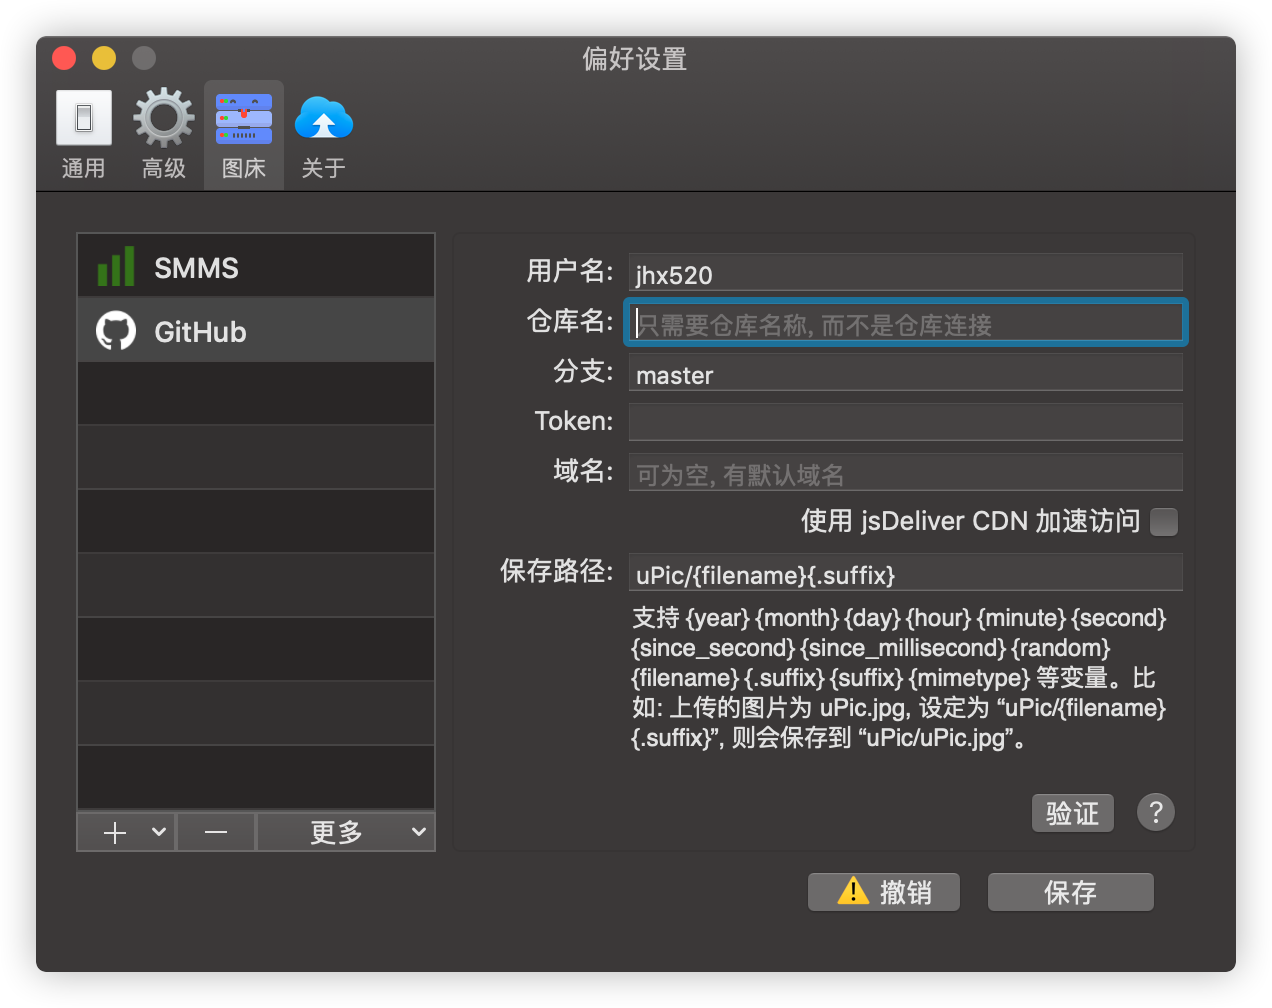 偏好设置
通用
高级
图床
关于
SMMS
GitHub
用户名: jhx520
仓库名: 只需要仓库名称, 而不是仓库连接
分支: master
Token:
域名: 可为空, 有默认域名
使用 jsDeliver CDN 加速访问
保存路径: uPic/{filename}{.suffix}
支持 {year} {month} {day} {hour} {minute} {second}
{since_second} {since_millisecond} {random}
{filename} {.suffix} {suffix} {mimetype} 等变量。比
如: 上传的图片为 uPic.jpg, 设定为 “uPic/{filename}
{.suffix}”, 则会保存到 “uPic/uPic.jpg”。
更多
验证
?
撤销
保存